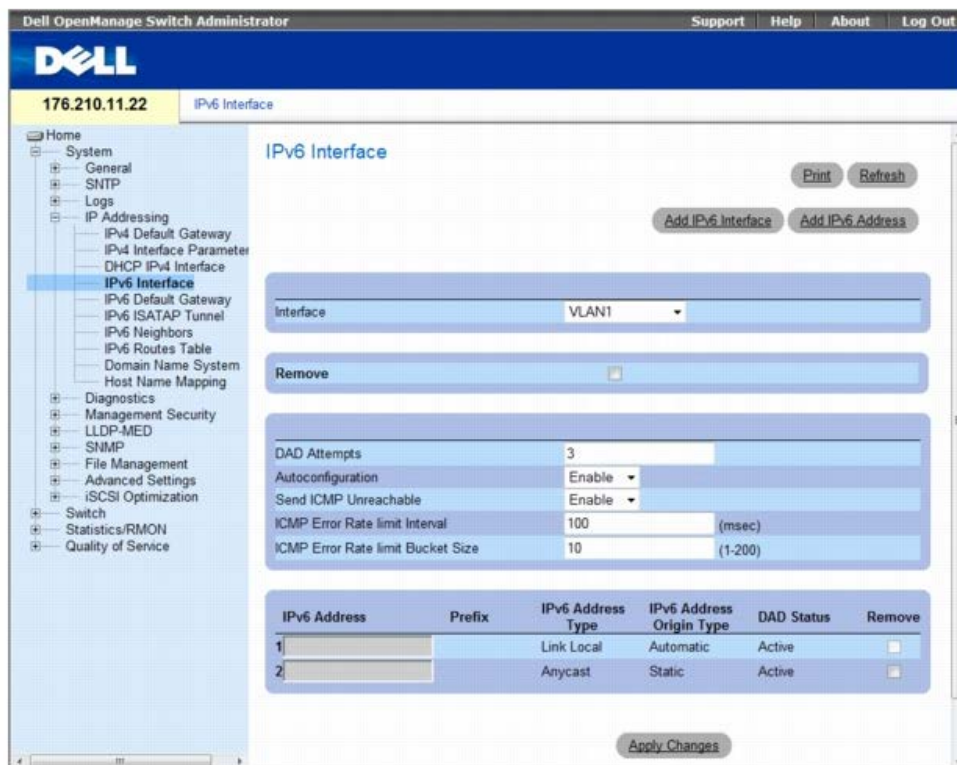 Dell OpenManage Switch Administrator Support Help About Log Out
DELL
176.210.11.22 IPv6 Interface
Home
System
General
SNTP
Logs
IP Addressing
IPv4 Default Gateway
IPv4 Interface Parameter
DHCP IPv4 Interface
IPv6 Interface
IPv6 Default Gateway
IPv6 ISATAP Tunnel
IPv6 Neighbors
IPv6 Routes Table
Domain Name System
Host Name Mapping
Diagnostics
Management Security
LLDP-MED
SNMP
File Management
Advanced Settings
iSCSI Optimization
Switch
Statistics/RMON
Quality of Service
IPv6 Interface
Print Refresh
Add IPv6 Interface Add IPv6 Address
Interface VLAN1
Remove
DAD Attempts 3
Autoconfiguration Enable
Send ICMP Unreachable Enable
ICMP Error Rate limit Interval 100 (msec)
ICMP Error Rate limit Bucket Size 10 (1-200)
IPv6 Address Prefix IPv6 Address Type IPv6 Address Origin Type DAD Status Remove
1 Link Local Automatic Active
2 Anycast Static Active
Apply Changes